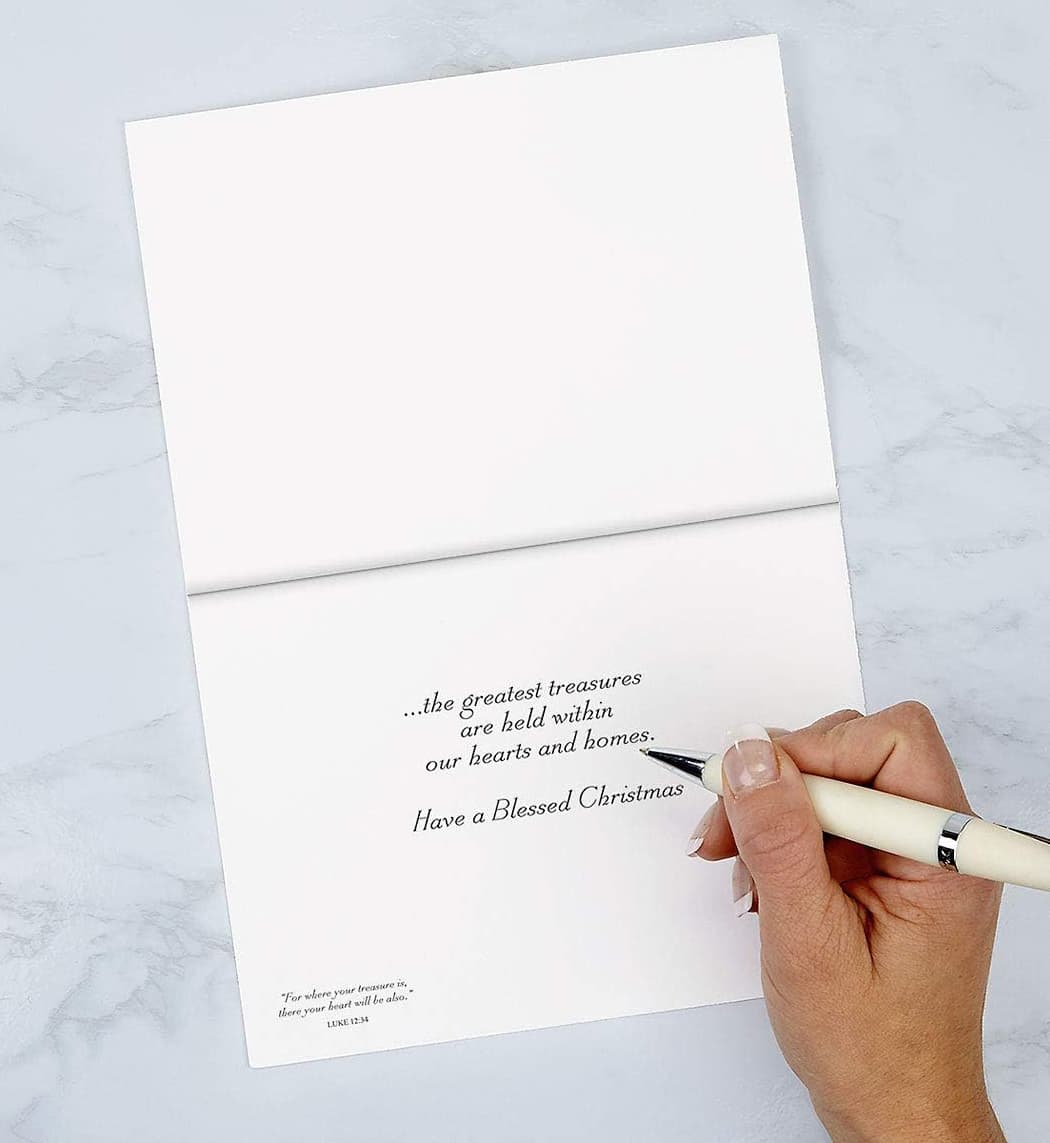 ...the greatest treasures
are held within
our hearts and homes.
Have a Blessed Christmas
"For where your treasure is,
there your heart will be also."
LUKE 12:34